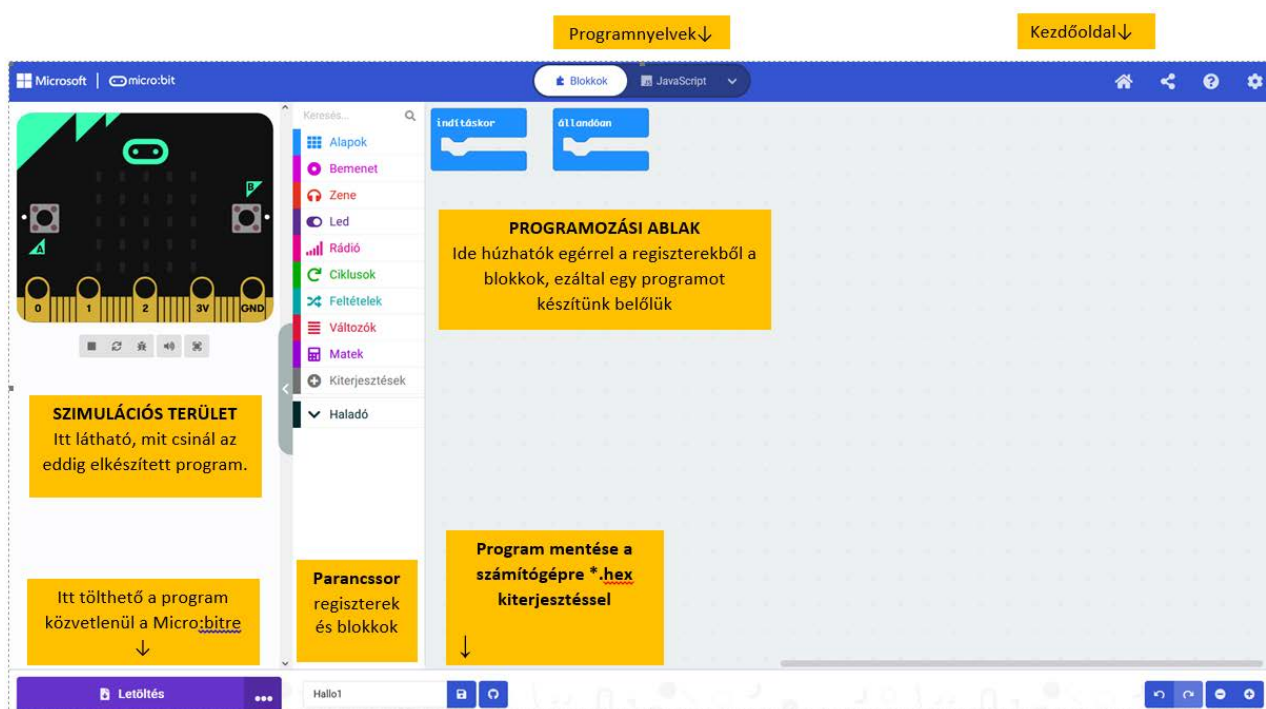 Programnyelvek↓
Kezdőoldal↓
Microsoft | micro:bit
Blokkok
JavaScript
Keresés...
Alapok
Bemenet
Zene
Led
Rádió
Ciklusok
Feltételek
Változók
Matek
Kiterjesztések
Haladó
A
B
0 1 2 3V GND
indításkor
állandóan
PROGRAMOZÁSI ABLAK
Ide húzhatók egérrel a regiszterekből a
blokkok, ezáltal egy programot
készítünk belőlük
SZIMULÁCIÓS TERÜLET
Itt látható, mit csinál az
eddig elkészített program.
Itt tölthető a program
közvetlenül a Micro:bitre
↓
Parancssor
regiszterek
és blokkok
Program mentése a
számítógépre *.hex
kiterjesztéssel
↓
Letöltés
Hallo1